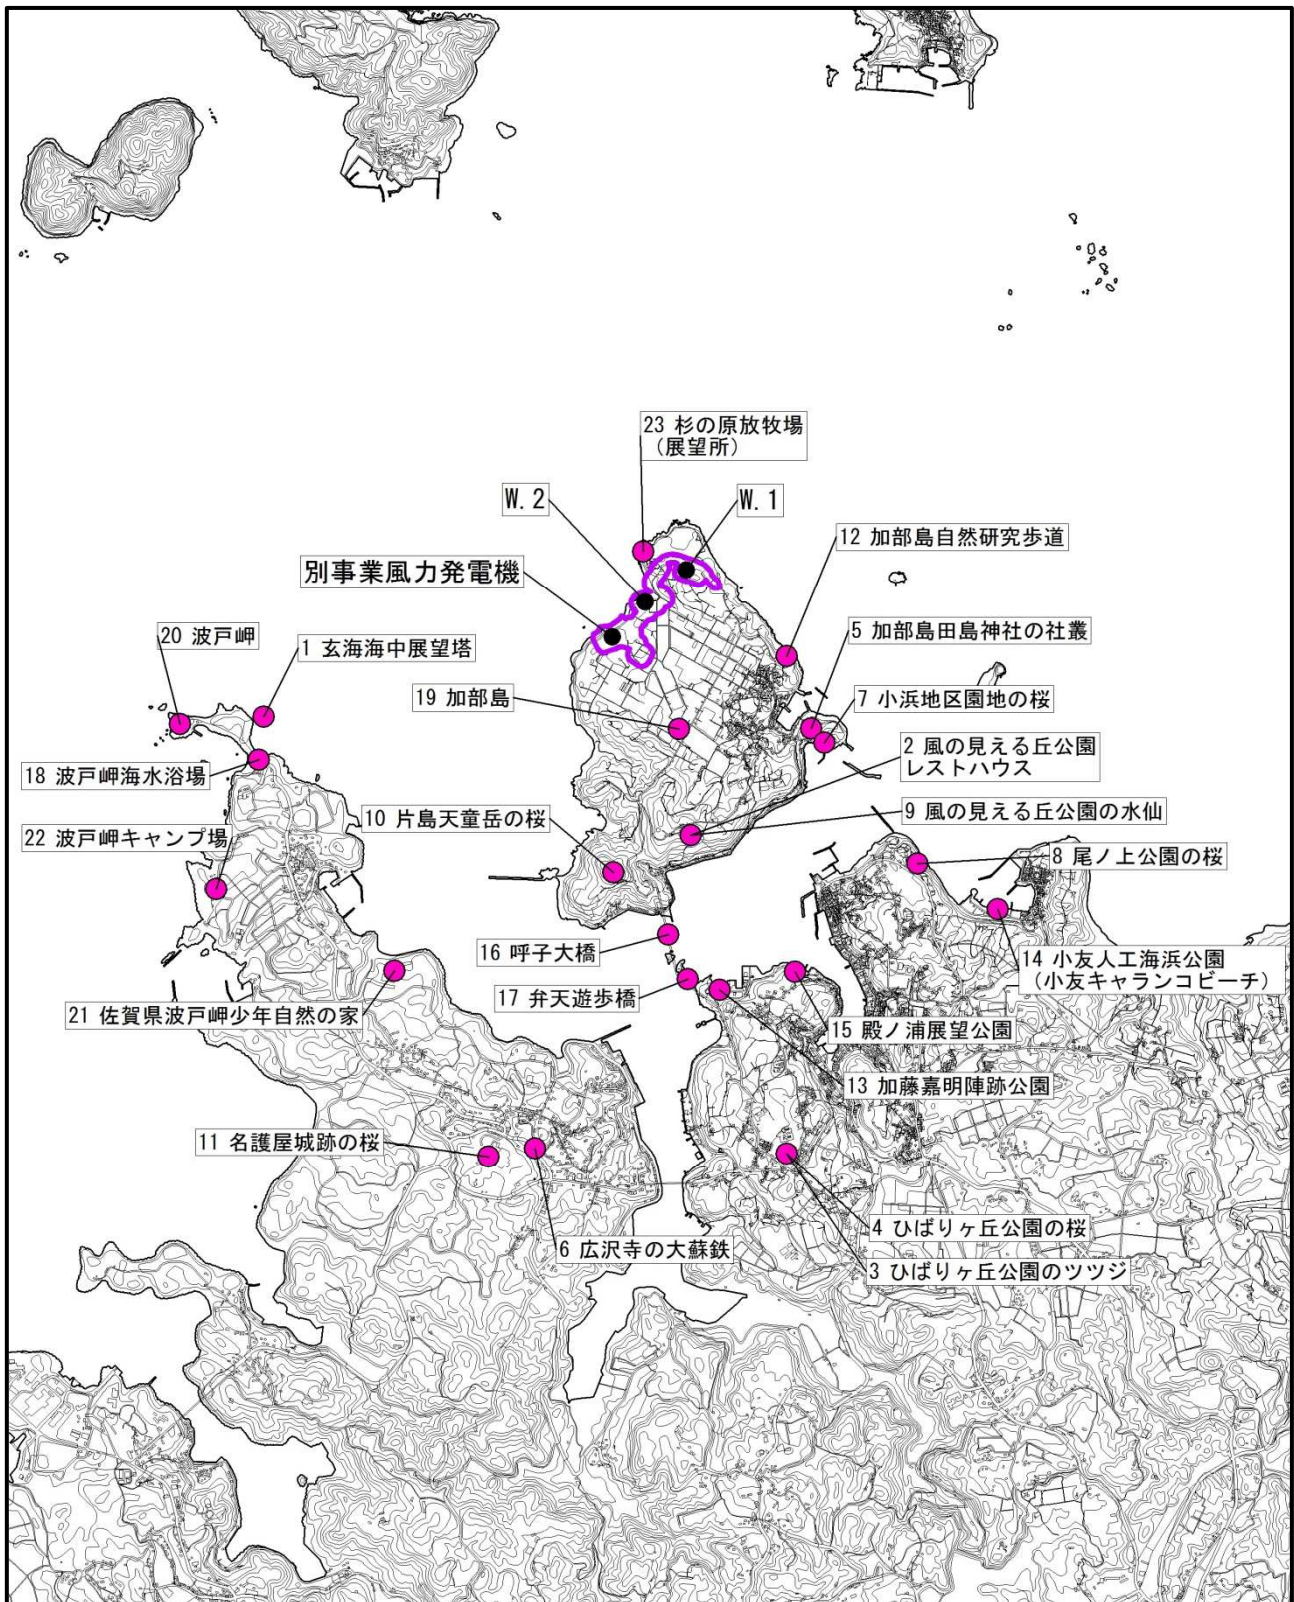 23 杉の原放牧場
（展望所）
W. 2
W. 1
12 加部島自然研究歩道
別事業風力発電機
20 波戸岬
1 玄海海中展望塔
5 加部島田島神社の社叢
19 加部島
7 小浜地区園地の桜
2 風の見える丘公園
レストハウス
18 波戸岬海水浴場
10 片島天童岳の桜
9 風の見える丘公園の水仙
22 波戸岬キャンプ場
8 尾ノ上公園の桜
16 呼子大橋
14 小友人工海浜公園
（小友キャランコビーチ）
17 弁天遊歩橋
21 佐賀県波戸岬少年自然の家
15 殿ノ浦展望公園
13 加藤嘉明陣跡公園
11 名護屋城跡の桜
4 ひばりヶ丘公園の桜
6 広沢寺の大蘇鉄
3 ひばりヶ丘公園のツツジ